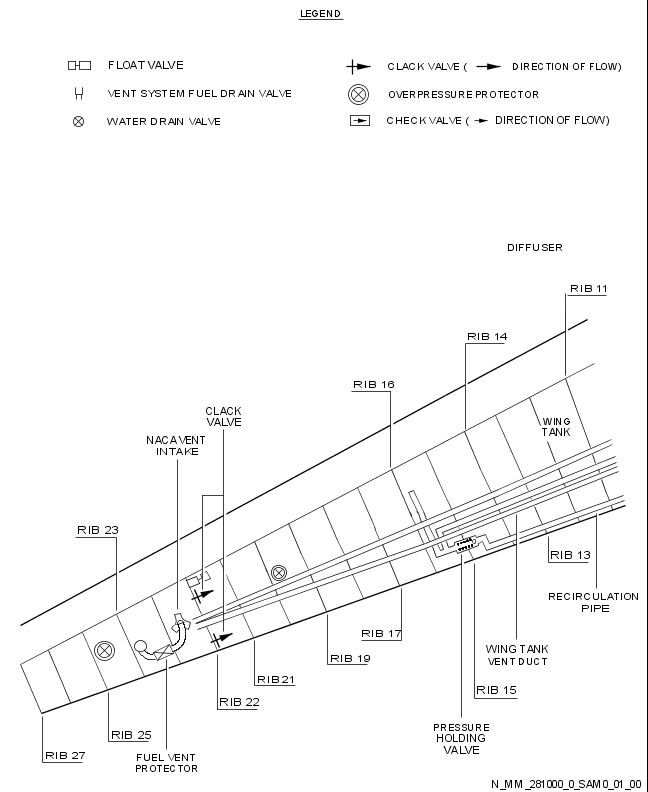 LEGEND
FLOAT VALVE
CLACK VALVE ( DIRECTION OF FLOW)
VENT SYSTEM FUEL DRAIN VALVE
OVERPRESSURE PROTECTOR
WATER DRAIN VALVE
CHECK VALVE ( DIRECTION OF FLOW)
DIFFUSER
RIB 11
RIB 14
RIB 16
CLACK
VALVE
WING
TANK
NACA VENT
INTAKE
RIB 23
RIB 13
RECIRCULATION
PIPE
RIB 17
WING TANK
VENT DUCT
RIB 19
RIB 21
RIB 15
RIB 22
PRESSURE
HOLDING
VALVE
RIB 25
RIB 27
FUEL VENT
PROTECTOR
N_MM_281000_0_SAM0_01_00